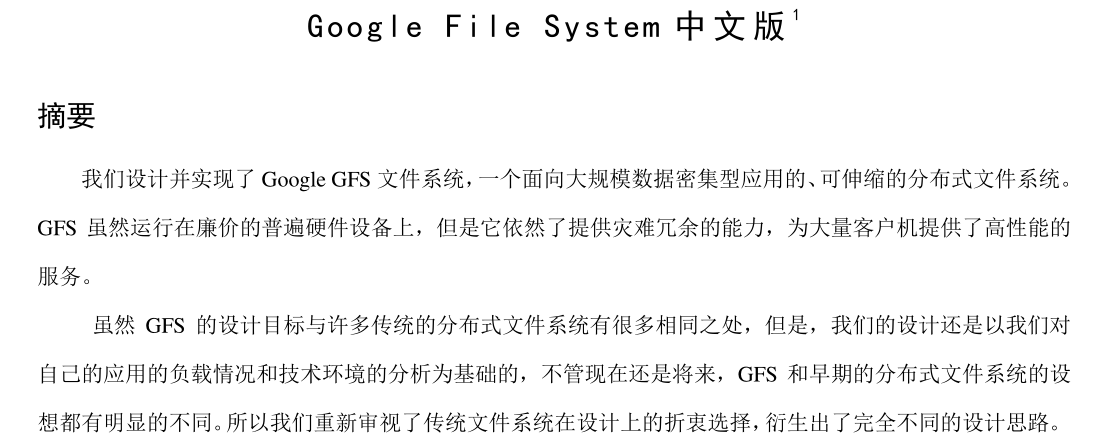 Google File System 中文版1
摘要
我们设计并实现了 Google GFS 文件系统，一个面向大规模数据密集型应用的、可伸缩的分布式文件系统。
GFS 虽然运行在廉价的普遍硬件设备上，但是它依然了提供灾难冗余的能力，为大量客户机提供了高性能的
服务。
虽然 GFS 的设计目标与许多传统的分布式文件系统有很多相同之处，但是，我们的设计还是以我们对
自己的应用的负载情况和技术环境的分析为基础的，不管现在还是将来，GFS 和早期的分布式文件系统的设
想都有明显的不同。所以我们重新审视了传统文件系统在设计上的折衷选择，衍生出了完全不同的设计思路。